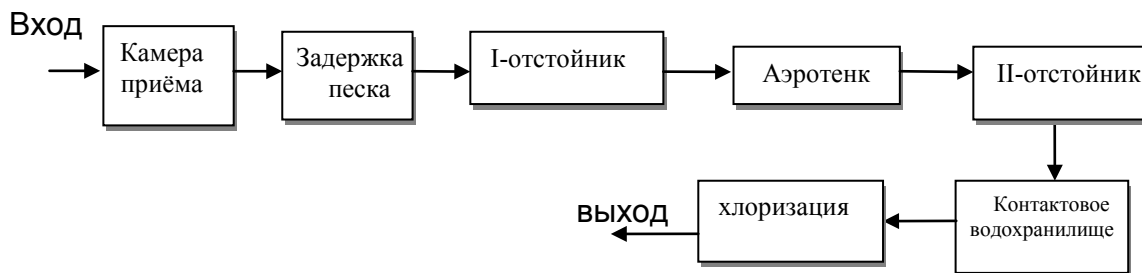 Вход
Камера
приёма
Задержка
песка
I-отстойник
Аэротенк
II-отстойник
Контактовое
водохранилище
хлоризация
выход